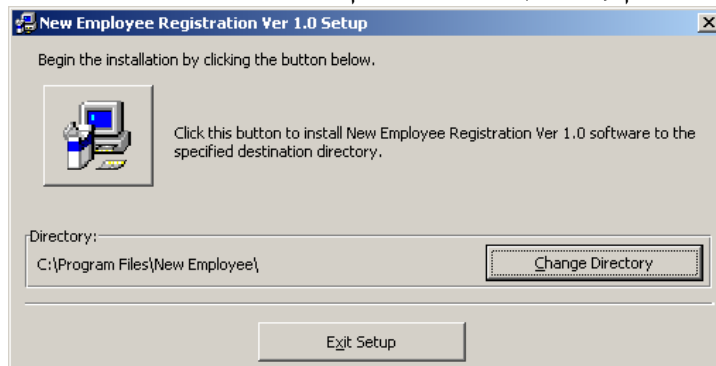 New Employee Registration Ver 1.0 Setup
Begin the installation by clicking the button below.
Click this button to install New Employee Registration Ver 1.0 software to the
specified destination directory.
Directory:
C:\Program Files\New Employee\
Change Directory
Exit Setup